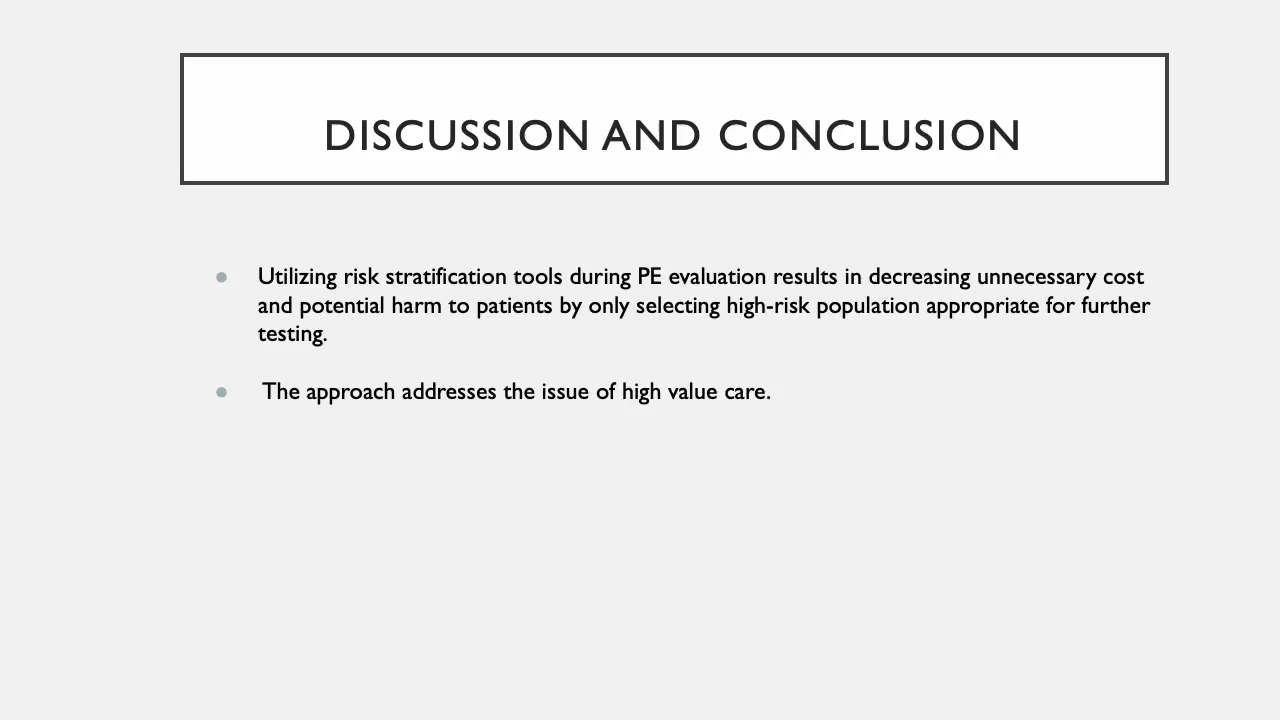 DISCUSSION AND CONCLUSION
Utilizing risk stratification tools during PE evaluation results in decreasing unnecessary cost
and potential harm to patients by only selecting high-risk population appropriate for further
testing.
The approach addresses the issue of high value care.